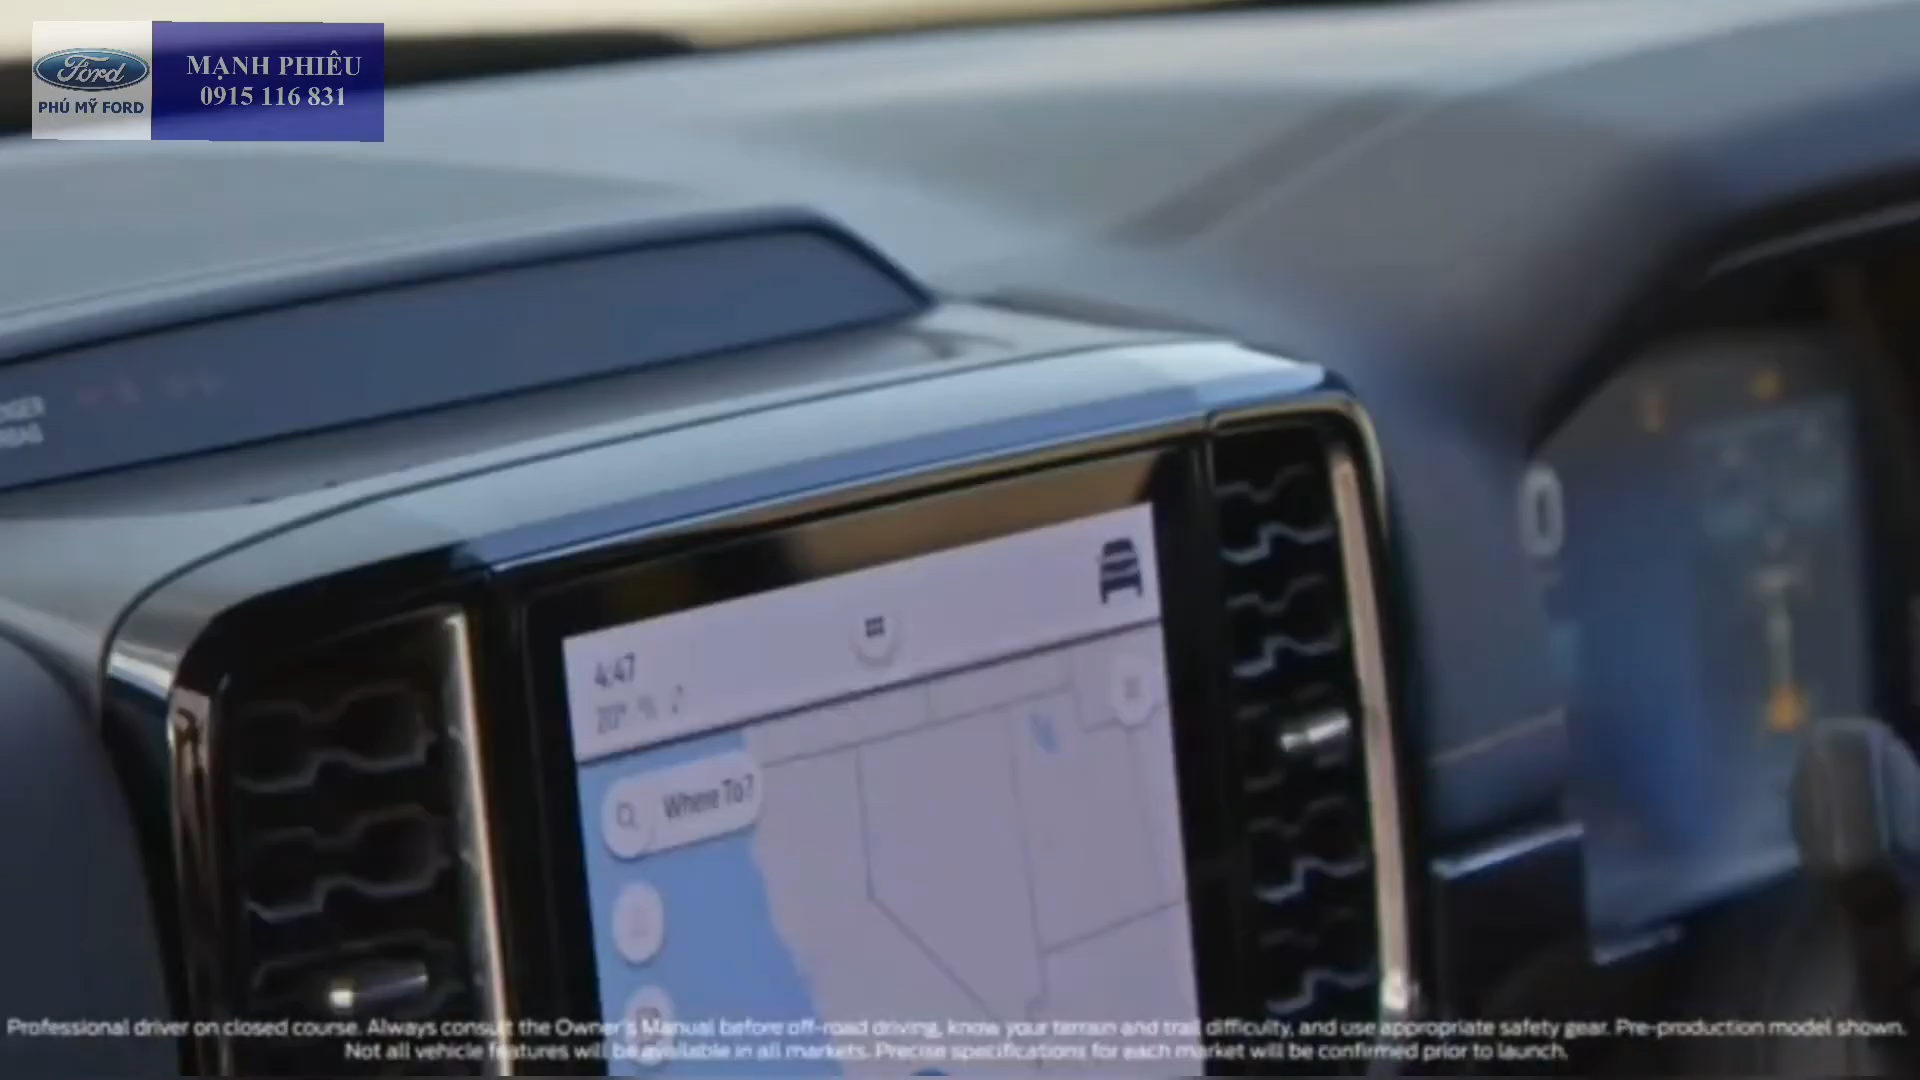 Ford
PHÚ MỸ FORD
MẠNH PHIÊU
0915 116 831
4:47
20°
Where To?
0
Professional driver on closed course. Always consult the Owner's Manual before off-road driving, know your terrain and trail difficulty, and use appropriate safety gear. Pre-production model shown.
Not all vehicle features will be available in all markets. Precise specifications for each market will be confirmed prior to launch.